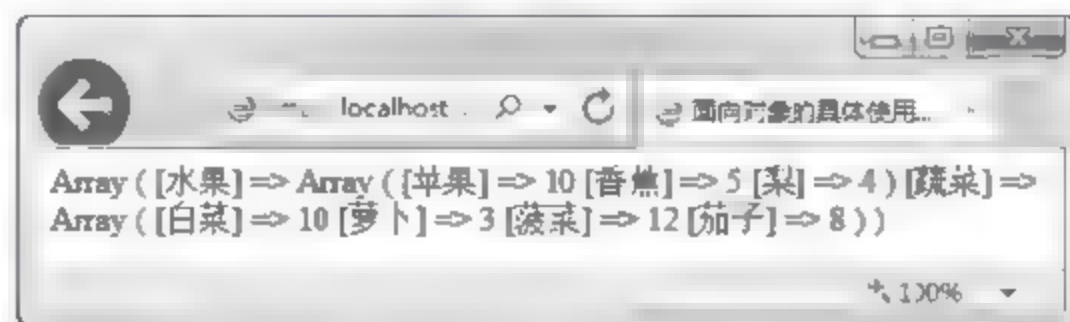 localhost
面向对象的具体使用...
Array ( [水果] => Array ( [苹果] => 10 [香蕉] => 5 [梨] => 4 ) [蔬菜] =>
Array ( [白菜] => 10 [萝卜] => 3 [菠菜] => 12 [茄子] => 8 ) )
100%